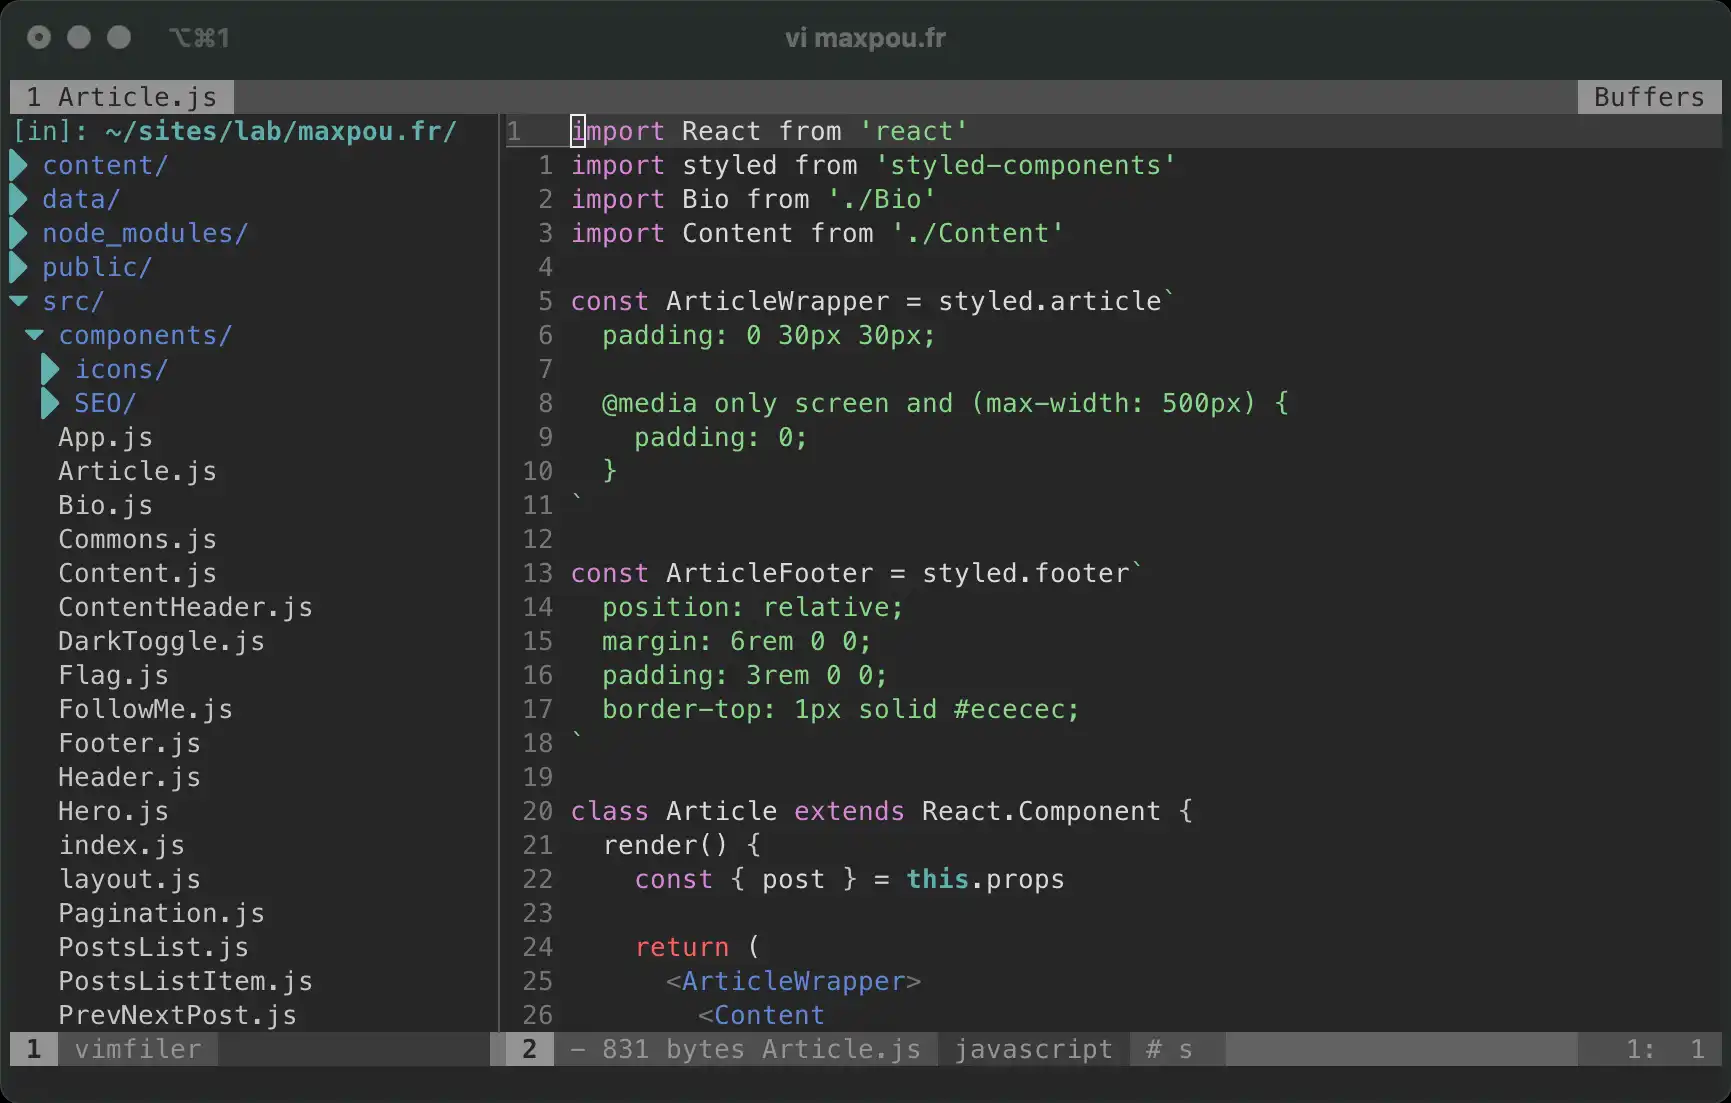 ⌥⌘1
vi maxpou.fr
1 Article.js
Buffers
[in]: ~/sites/lab/maxpou.fr/
content/
data/
node_modules/
public/
src/
components/
icons/
SEO/
App.js
Article.js
Bio.js
Commons.js
Content.js
ContentHeader.js
DarkToggle.js
Flag.js
FollowMe.js
Footer.js
Header.js
Hero.js
index.js
layout.js
Pagination.js
PostsList.js
PostsListItem.js
PrevNextPost.js
1 import React from 'react'
1 import styled from 'styled-components'
2 import Bio from './Bio'
3 import Content from './Content'
4
5 const ArticleWrapper = styled.article`
6 padding: 0 30px 30px;
7
8 @media only screen and (max-width: 500px) {
9 padding: 0;
10 }
11 `
12
13 const ArticleFooter = styled.footer`
14 position: relative;
15 margin: 6rem 0 0;
16 padding: 3rem 0 0;
17 border-top: 1px solid #ececec;
18 `
19
20 class Article extends React.Component {
21 render() {
22 const { post } = this.props
23
24 return (
25 <ArticleWrapper>
26 <Content
1 vimfiler
2 - 831 bytes Article.js javascript # s 1: 1